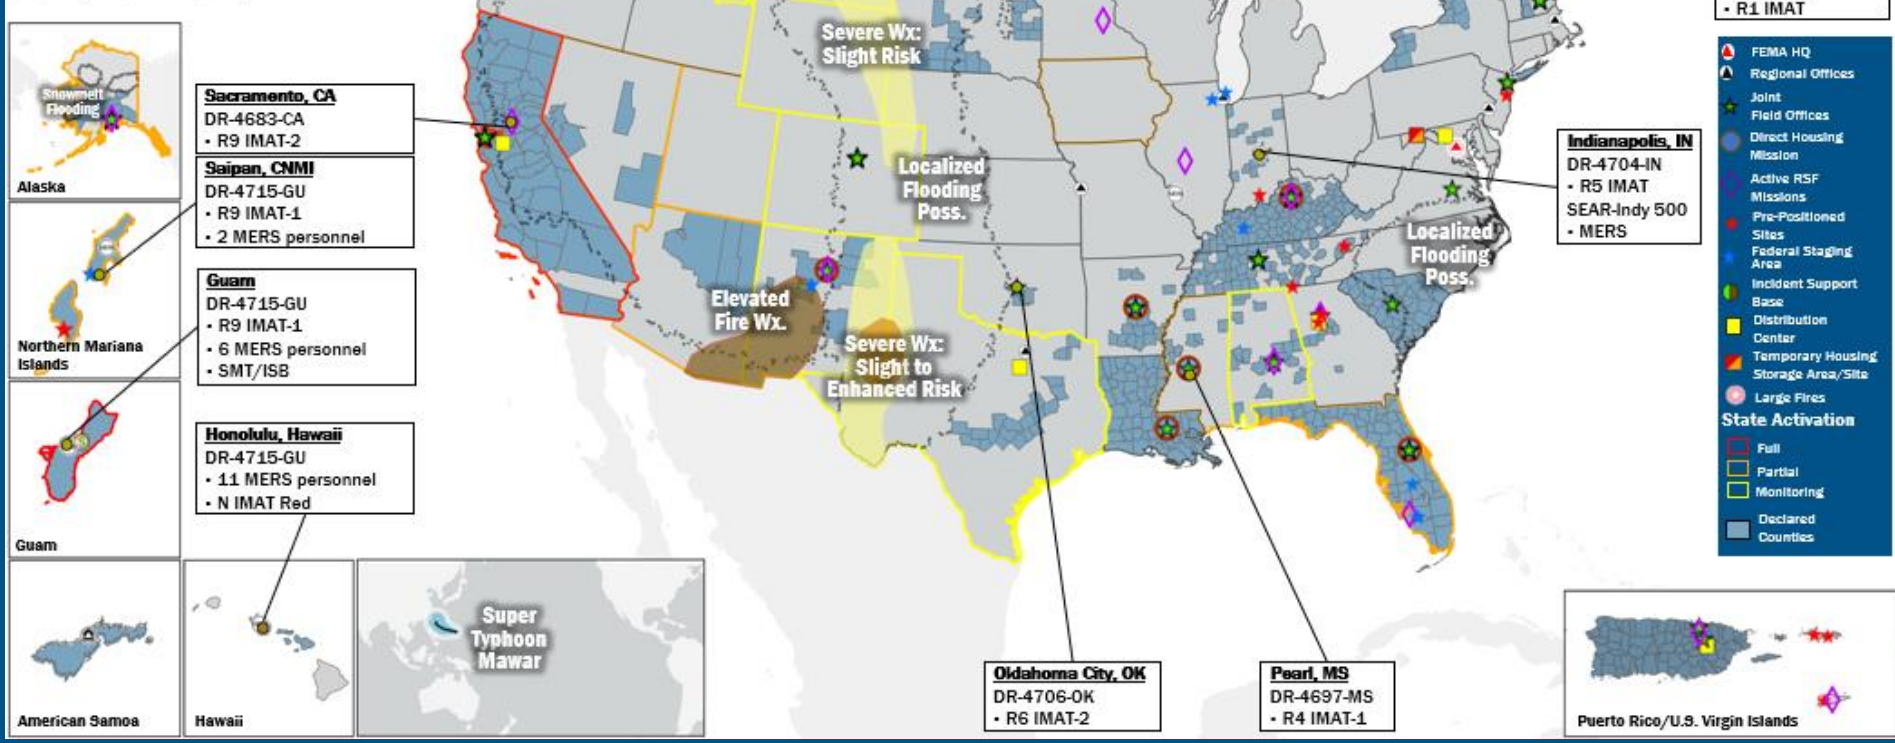 • R1 IMAT
FEMA HQ
Regional Offices
Joint
Field Offices
Direct Housing
Mission
Active RSF
Missions
Pre-Positioned
Sites
Federal Staging
Area
Incident Support
Base
Distribution
Center
Temporary Housing
Storage Area/Site
Large Fires
State Activation
Full
Partial
Monitoring
Declared
Counties
Snowmelt
Flooding
Alaska
Northern Mariana
Islands
Guam
American Samoa
Hawaii
Sacramento, CA
DR-4683-CA
• R9 IMAT-2
Saipan, CNMI
DR-4715-GU
• R9 IMAT-1
• 2 MERS personnel
Guam
DR-4715-GU
• R9 IMAT-1
• 6 MERS personnel
• SMT/ISB
Honolulu, Hawaii
DR-4715-GU
• 11 MERS personnel
• N IMAT Red
Severe Wx:
Slight Risk
Localized
Flooding
Poss.
Elevated
Fire Wx.
Severe Wx:
Slight to
Enhanced Risk
Localized
Flooding
Poss.
Indianapolis, IN
DR-4704-IN
• R5 IMAT
SEAR-Indy 500
• MERS
Super
Typhoon
Mawar
Oklahoma City, OK
DR-4706-OK
• R6 IMAT-2
Pearl, MS
DR-4697-MS
• R4 IMAT-1
Puerto Rico/U.S. Virgin Islands